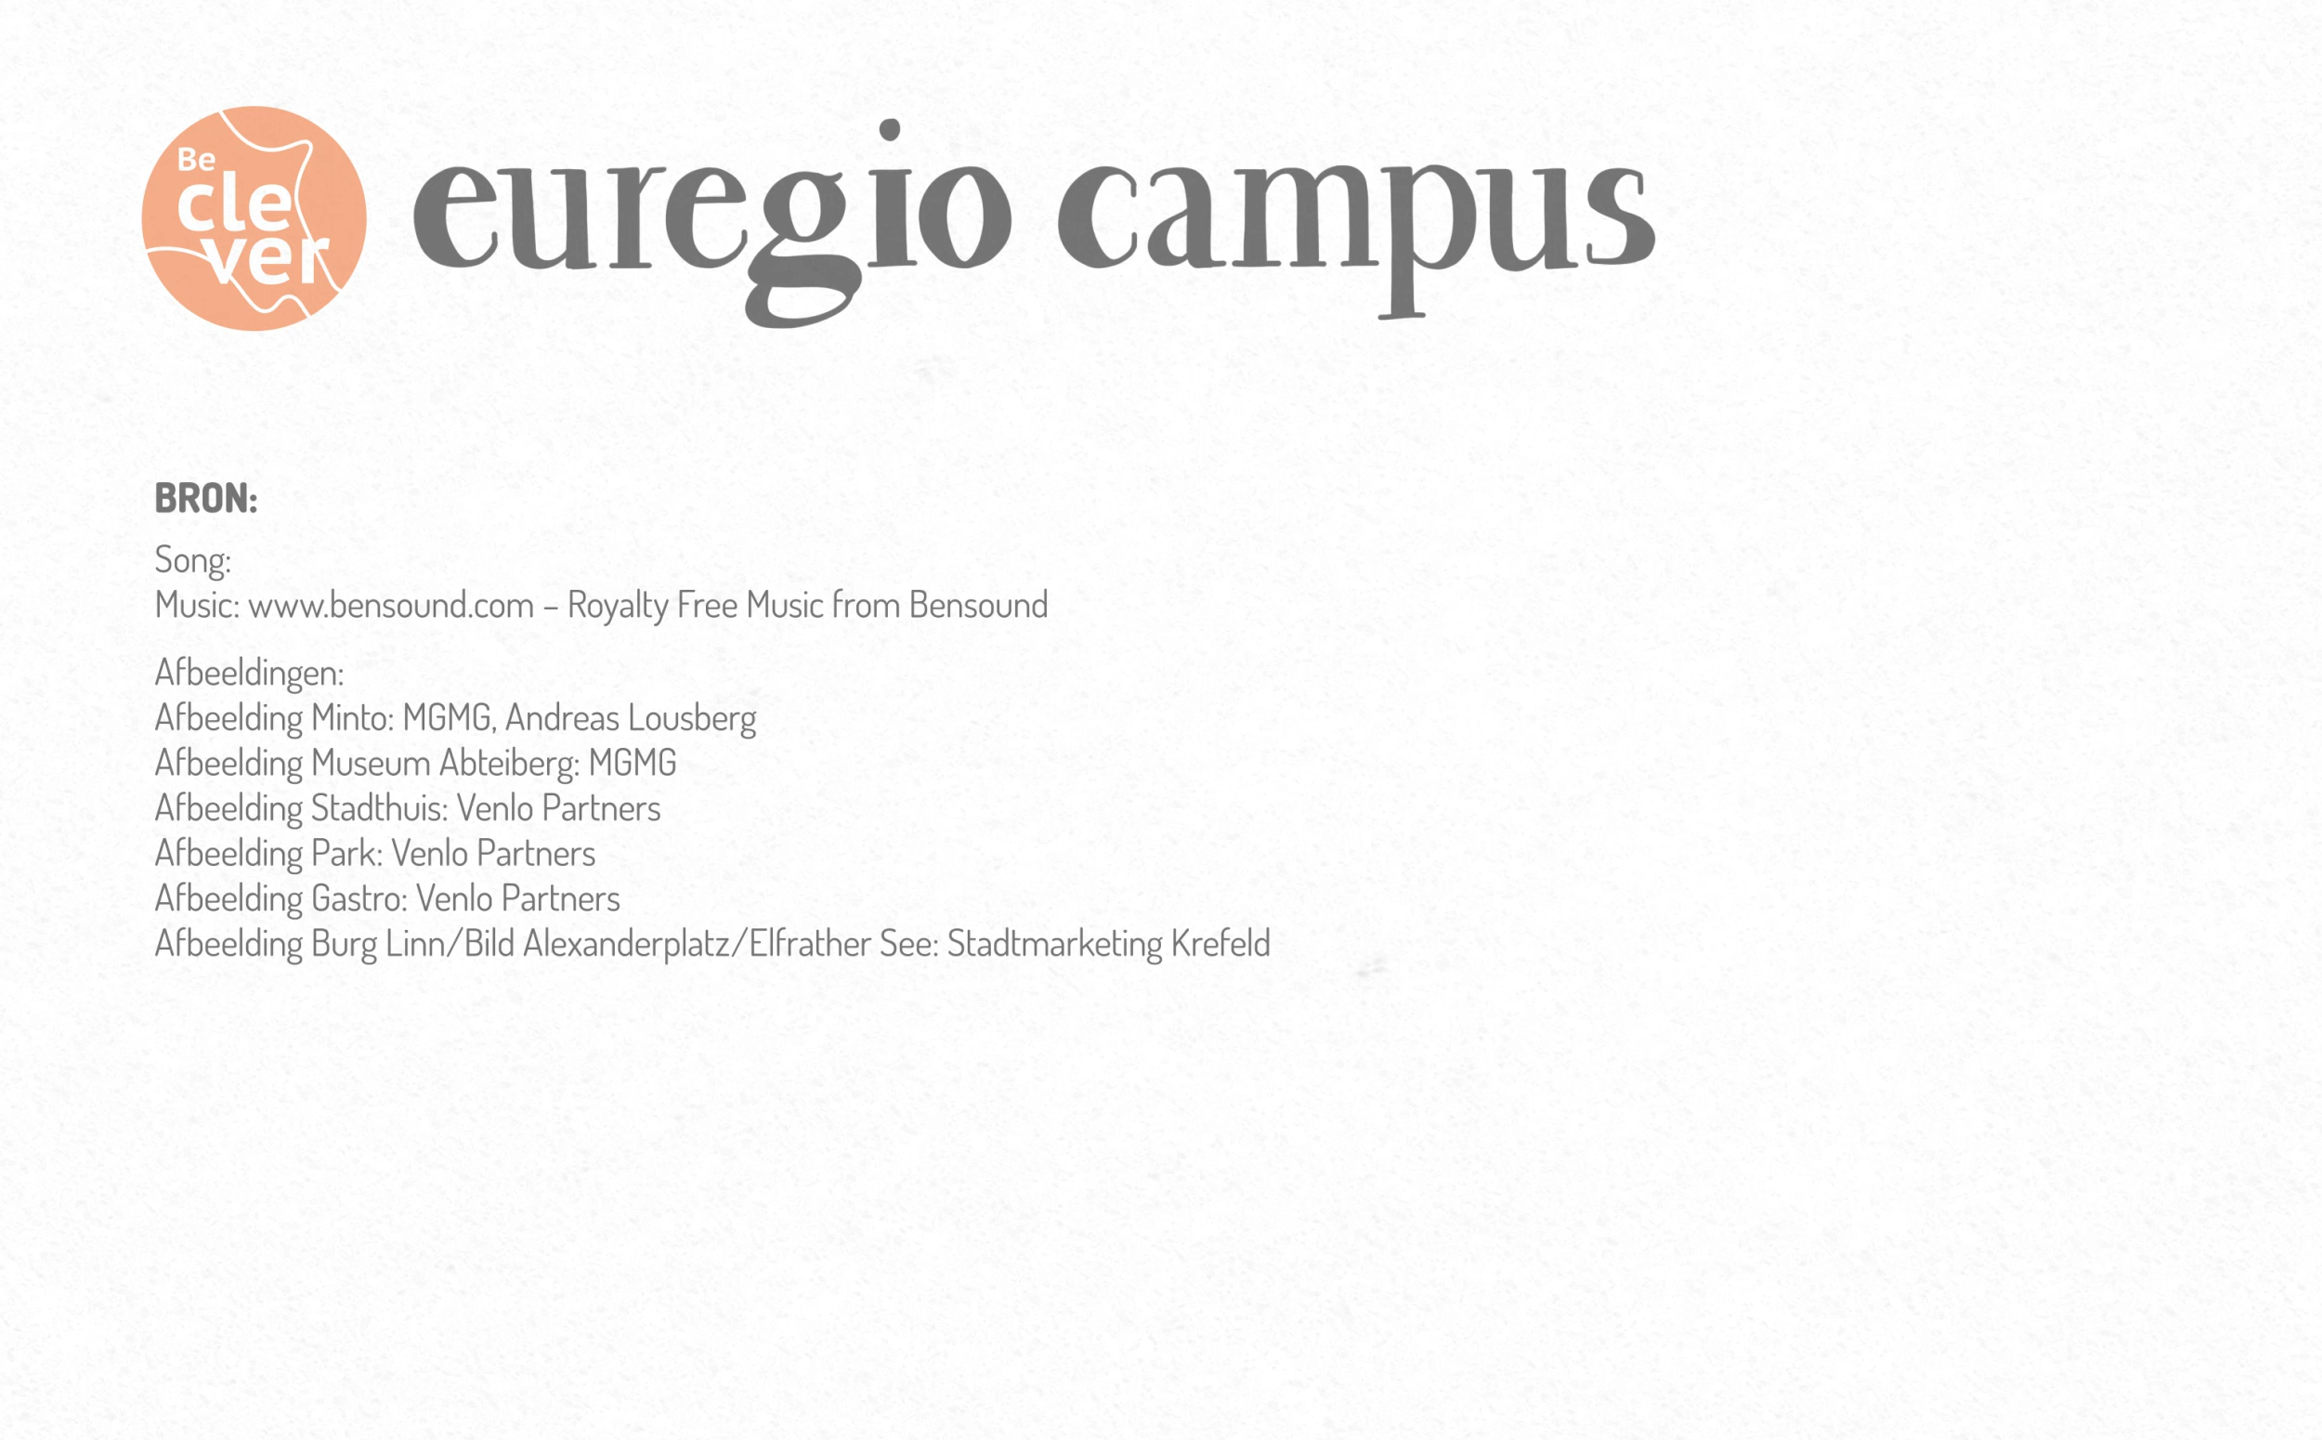 Be
cle
ver
euregio campus
BRON:
Song:
Music: www.bensound.com – Royalty Free Music from Bensound
Afbeeldingen:
Afbeelding Minto: MGMG, Andreas Lousberg
Afbeelding Museum Abteiberg: MGMG
Afbeelding Stadthuis: Venlo Partners
Afbeelding Park: Venlo Partners
Afbeelding Gastro: Venlo Partners
Afbeelding Burg Linn/Bild Alexanderplatz/Elfrather See: Stadtmarketing Krefeld